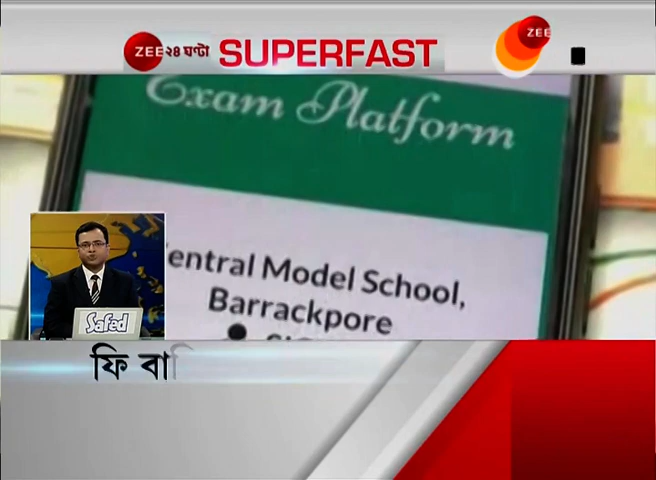 ZEE ২৪ ঘণ্টা SUPERFAST ZEE
Exam Platform
entral Model School,
Barrackpore
Safed
ফি বা